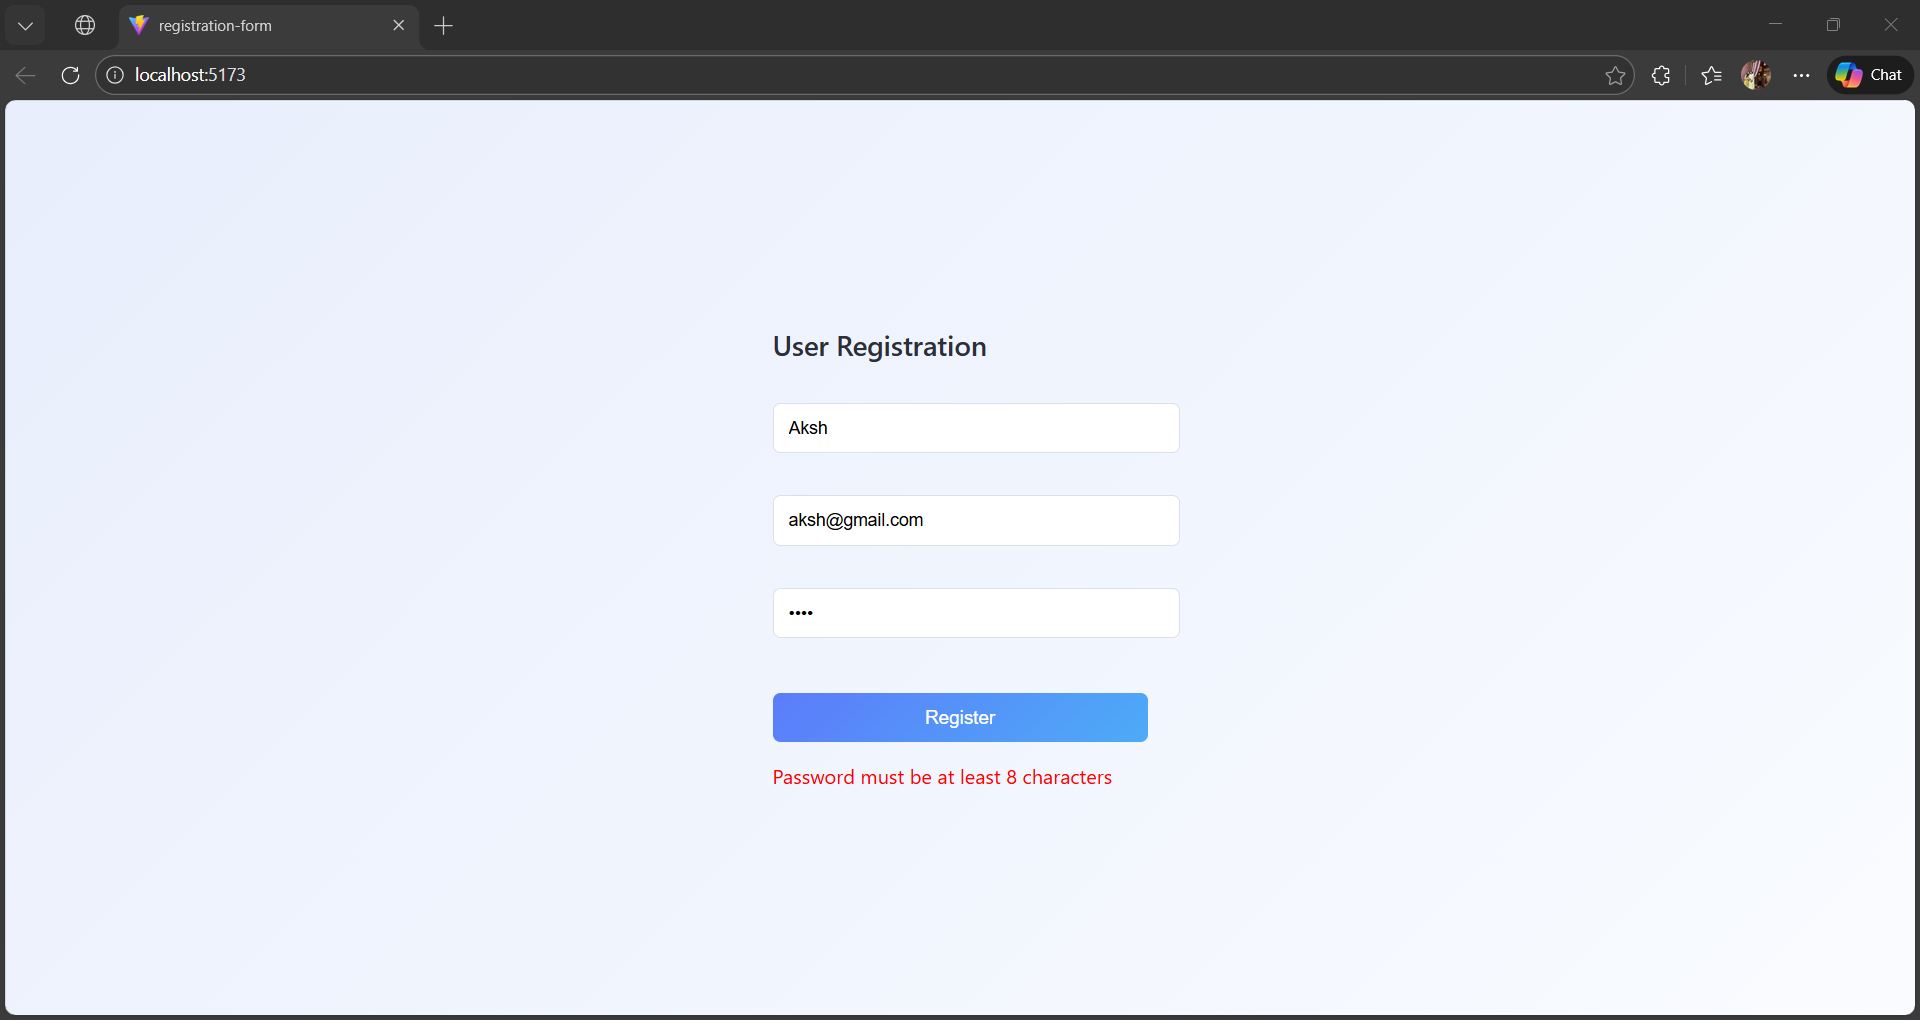 registration-form
localhost:5173
Chat
User Registration
Aksh
aksh@gmail.com
••••
Register
Password must be at least 8 characters